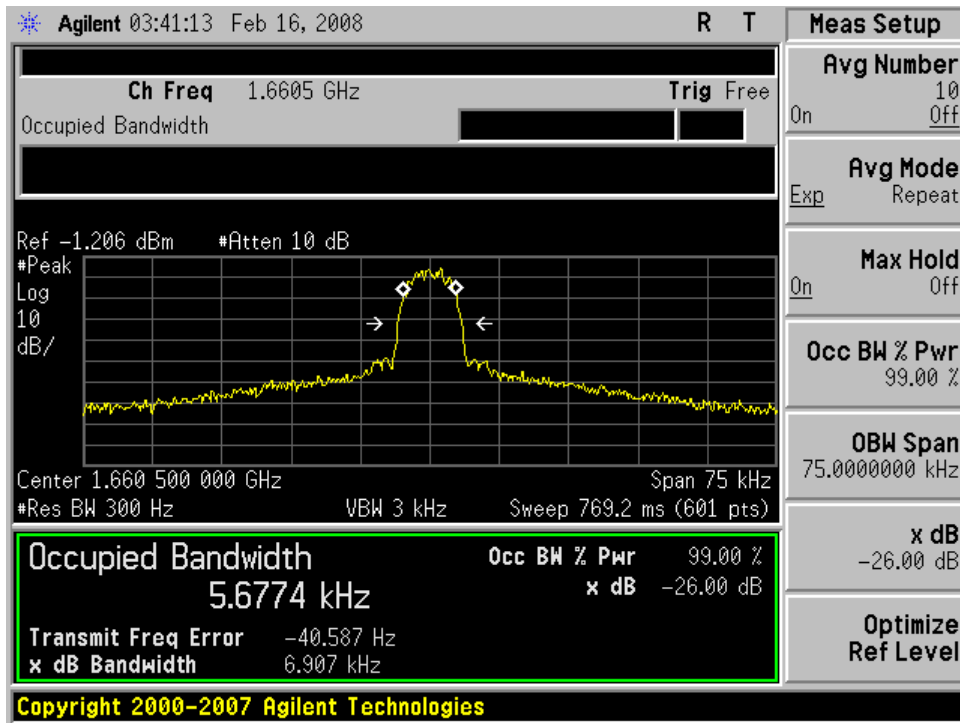 Agilent 03:41:13 Feb 16, 2008 R T
Ch Freq 1.6605 GHz Trig Free
Occupied Bandwidth
Ref -1.206 dBm #Atten 10 dB
#Peak
Log
10
dB/
Center 1.660 500 000 GHz Span 75 kHz
#Res BW 300 Hz VBW 3 kHz Sweep 769.2 ms (601 pts)
Occupied Bandwidth
5.6774 kHz
Occ BW % Pwr 99.00 %
x dB -26.00 dB
Transmit Freq Error -40.587 Hz
x dB Bandwidth 6.907 kHz
Copyright 2000-2007 Agilent Technologies
Meas Setup
Avg Number
10
On Off
Avg Mode
Exp Repeat
Max Hold
On Off
Occ BW % Pwr
99.00 %
OBW Span
75.0000000 kHz
x dB
-26.00 dB
Optimize
Ref Level